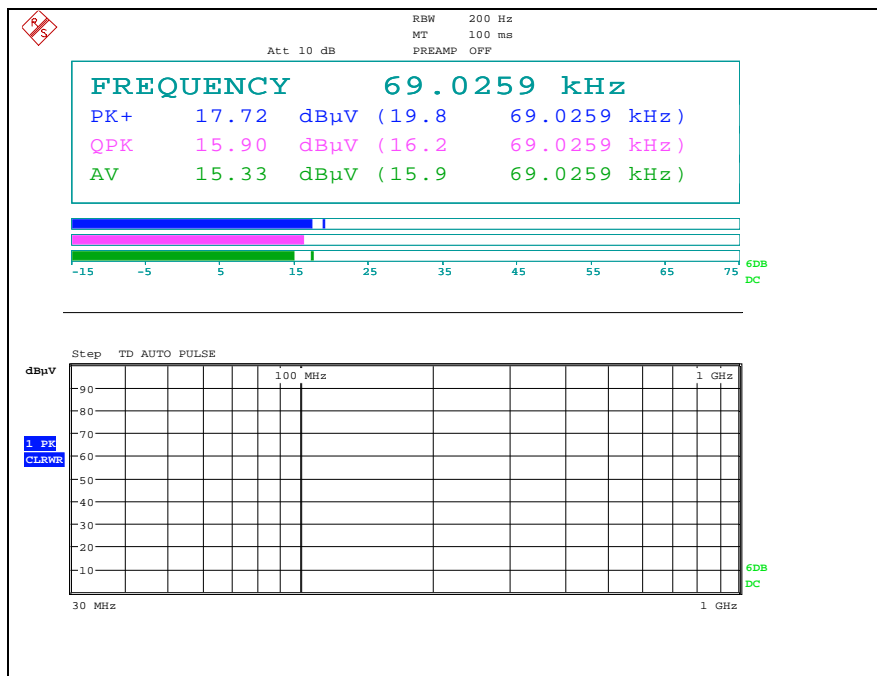 R S
RBW 200 Hz
MT 100 ms
Att 10 dB PREAMP OFF
FREQUENCY 69.0259 kHz
PK+ 17.72 dBµV (19.8 69.0259 kHz)
QPK 15.90 dBµV (16.2 69.0259 kHz)
AV 15.33 dBµV (15.9 69.0259 kHz)
-15 -5 5 15 25 35 45 55 65 75
6DB
DC
Step TD AUTO PULSE
dBµV
100 MHz 1 GHz
90
80
70
1 PK
CLRWR
60
50
40
30
20
10
6DB
DC
30 MHz 1 GHz